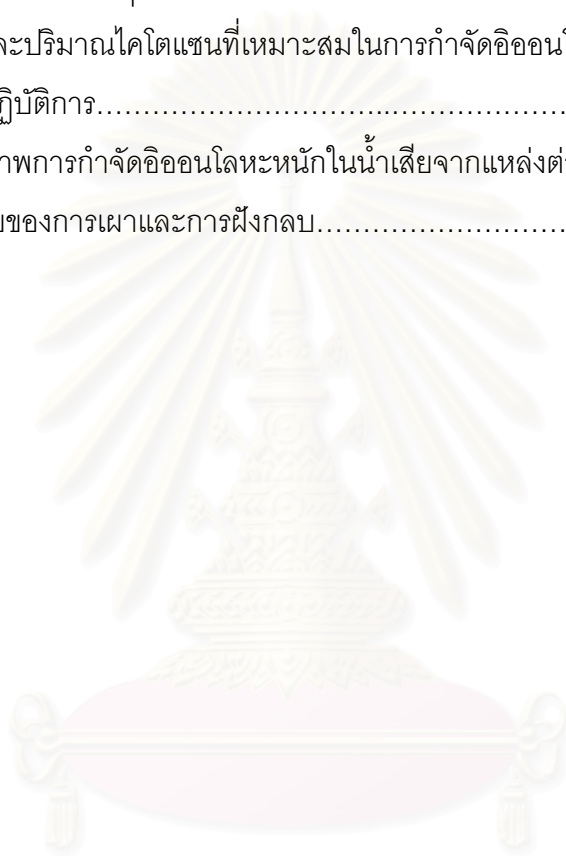 ละปริมาณไคโตแซนที่เหมาะสมในการกำจัดอิออนโ
ฏิบัติการ……………………………..…………………
าพการกำจัดอิออนโลหะหนักในน้ำเสียจากแหล่งต่
ยของการเผาและการฝังกลบ…………………………